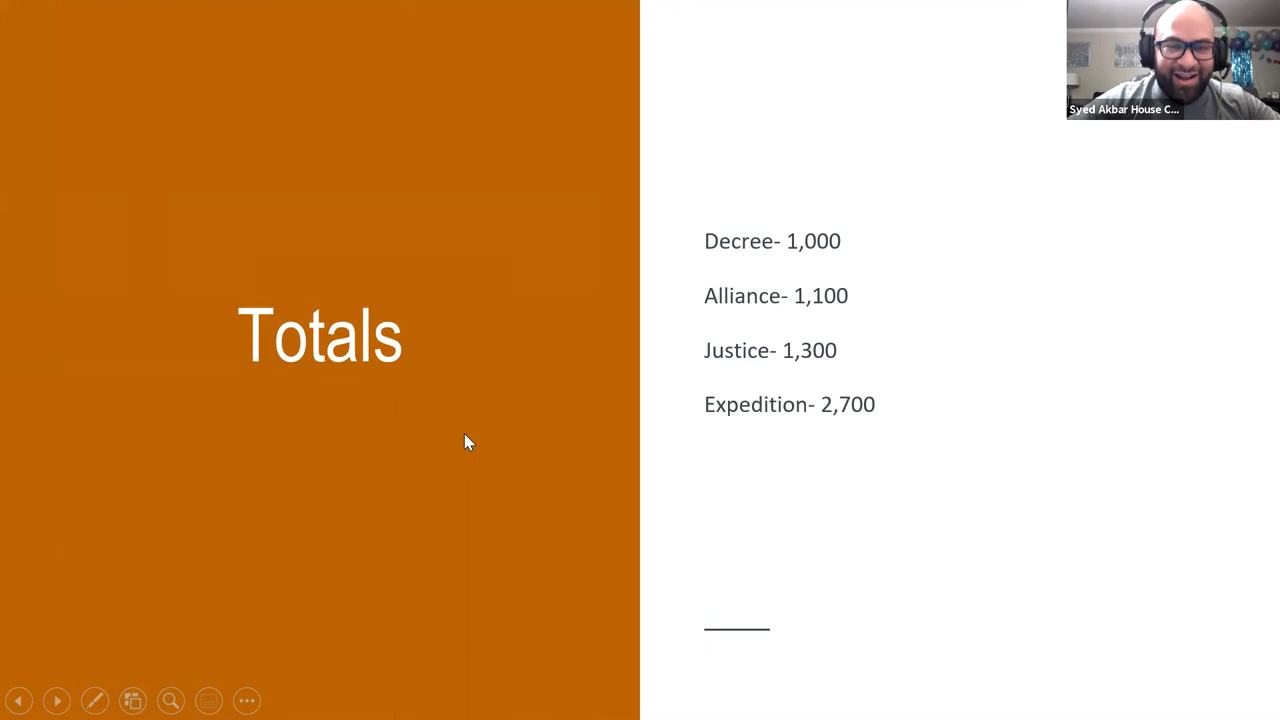 Syed Akbar House C...
Totals
Decree- 1,000
Alliance- 1,100
Justice- 1,300
Expedition- 2,700